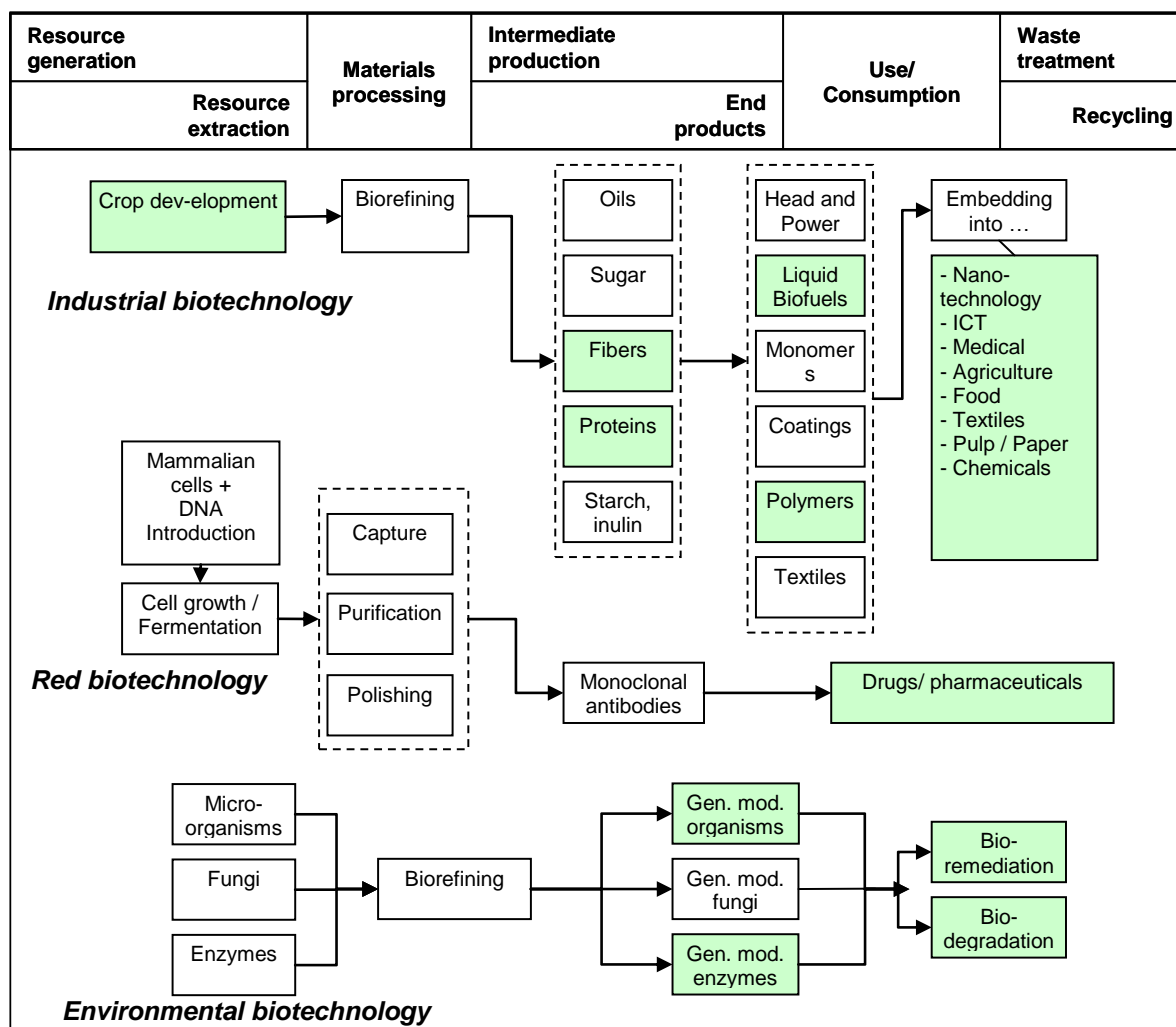 Resource
generation
Resource
extraction
Materials
processing
Intermediate
production
End
products
Use/
Consumption
Waste
treatment
Recycling
Crop dev-elopment
Biorefining
Oils
Sugar
Fibers
Proteins
Starch,
inulin
Head and
Power
Liquid
Biofuels
Monomer
s
Coatings
Polymers
Textiles
Embedding
into …
- Nano-
technology
- ICT
- Medical
- Agriculture
- Food
- Textiles
- Pulp / Paper
- Chemicals
Industrial biotechnology
Mammalian
cells +
DNA
Introduction
Cell growth /
Fermentation
Capture
Purification
Polishing
Monoclonal
antibodies
Drugs/ pharmaceuticals
Red biotechnology
Micro-
organisms
Fungi
Enzymes
Biorefining
Gen. mod.
organisms
Gen. mod.
fungi
Gen. mod.
enzymes
Bio-
remediation
Bio-
degradation
Environmental biotechnology